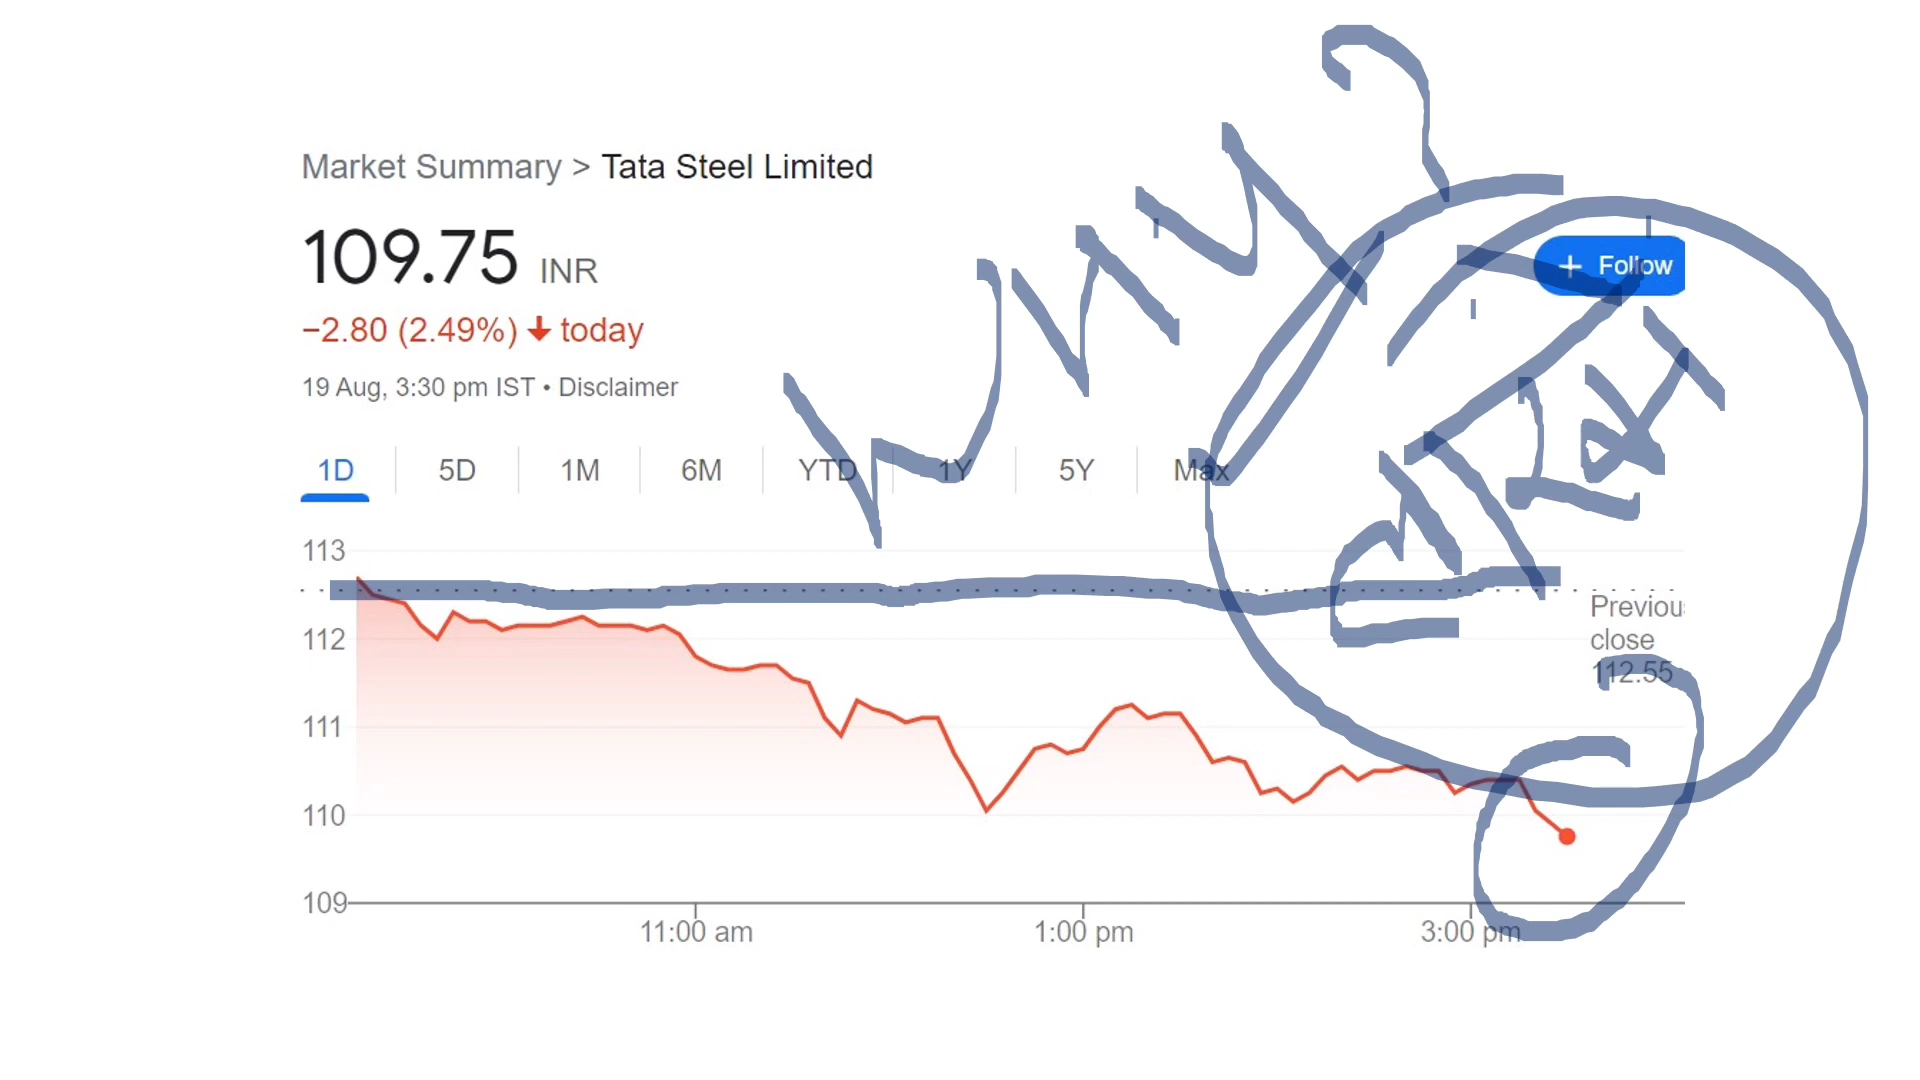 Market Summary > Tata Steel Limited
109.75 INR
−2.80 (2.49%) ↓ today
19 Aug, 3:30 pm IST • Disclaimer
+ Follow
1D 5D 1M 6M YTD 1Y 5Y Max
113
112
111
110
109
Previou
close
112.55
11:00 am 1:00 pm 3:00 pm